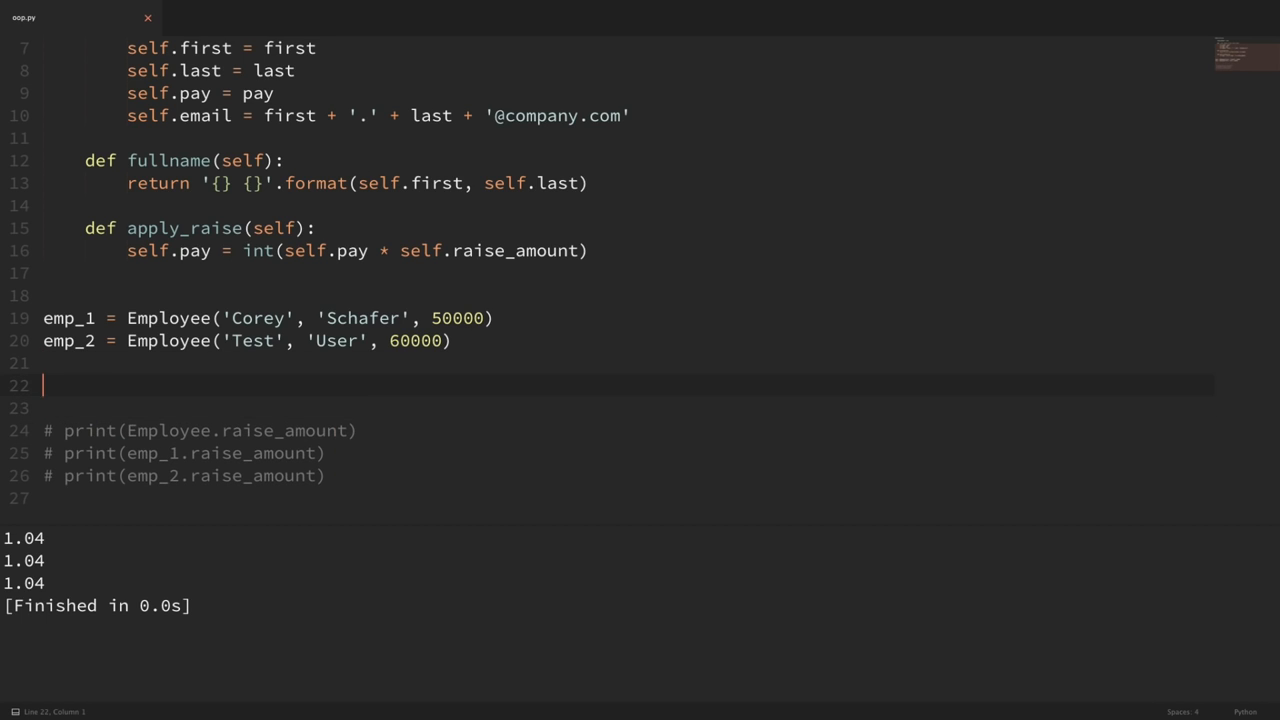 oop.py
7 self.first = first
8 self.last = last
9 self.pay = pay
10 self.email = first + '.' + last + '@company.com'
11
12 def fullname(self):
13 return '{} {}'.format(self.first, self.last)
14
15 def apply_raise(self):
16 self.pay = int(self.pay * self.raise_amount)
17
18
19 emp_1 = Employee('Corey', 'Schafer', 50000)
20 emp_2 = Employee('Test', 'User', 60000)
21
22
23
24 # print(Employee.raise_amount)
25 # print(emp_1.raise_amount)
26 # print(emp_2.raise_amount)
27
1.04
1.04
1.04
[Finished in 0.0s]
Line 22, Column 1 Spaces: 4 Python